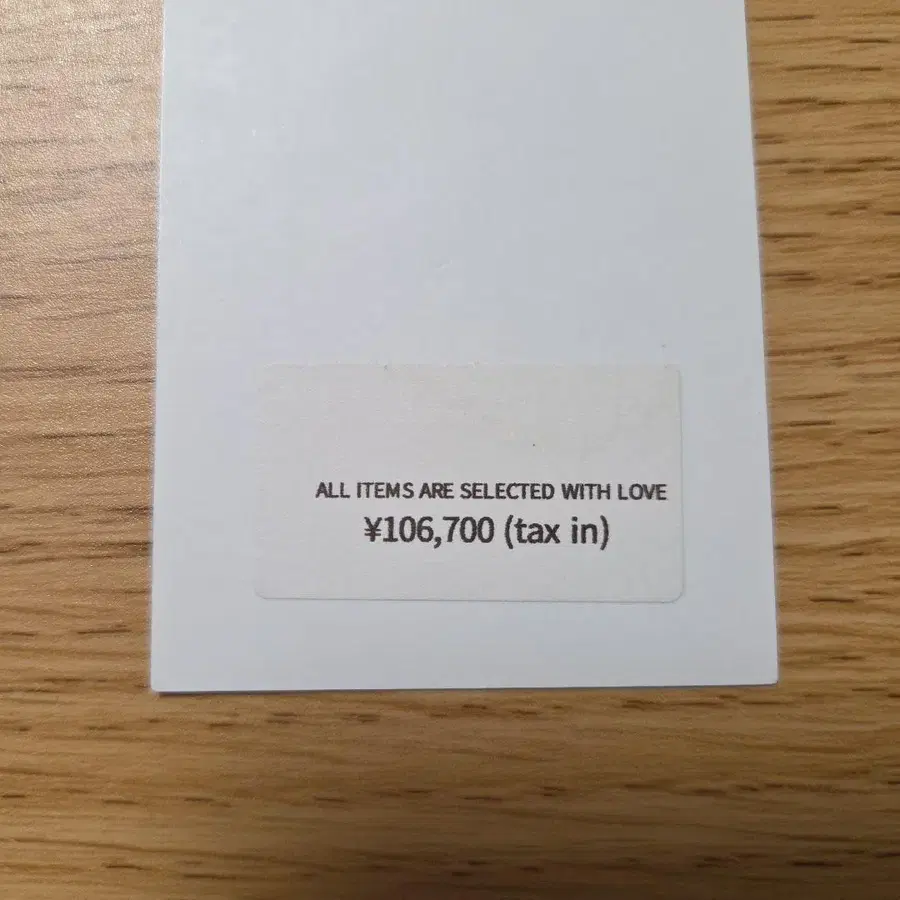 ALL ITEMS ARE SELECTED WITH LOVE
¥106,700 (tax in)